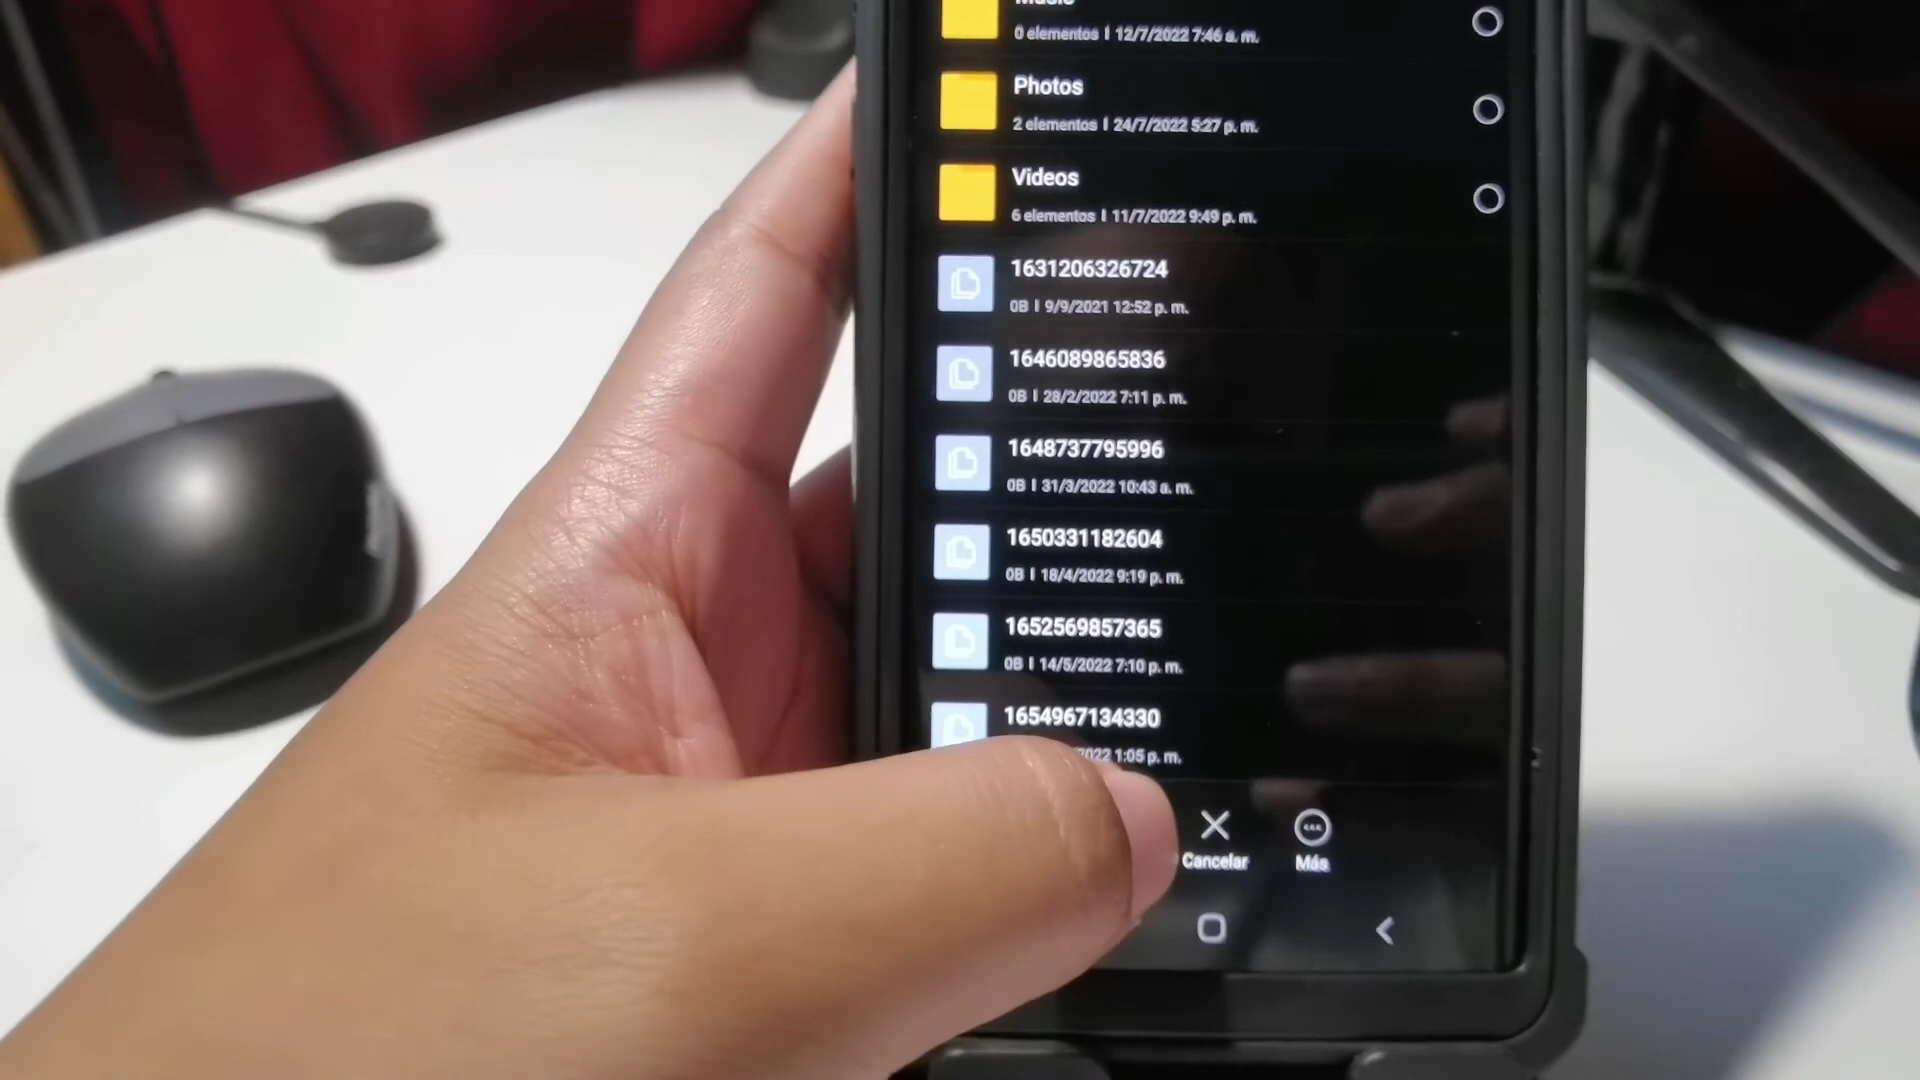 Music
0 elementos | 12/7/2022 7:46 a. m.
Photos
2 elementos | 24/7/2022 5:27 p. m.
Videos
6 elementos | 11/7/2022 9:49 p. m.
1631206326724
0B | 9/9/2021 12:52 p. m.
1646089865836
0B | 28/2/2022 7:11 p. m.
1648737795996
0B | 31/3/2022 10:43 a. m.
1650331182604
0B | 18/4/2022 9:19 p. m.
1652569857365
0B | 14/5/2022 7:10 p. m.
1654967134330
2022 1:05 p. m.
Cancelar
Más